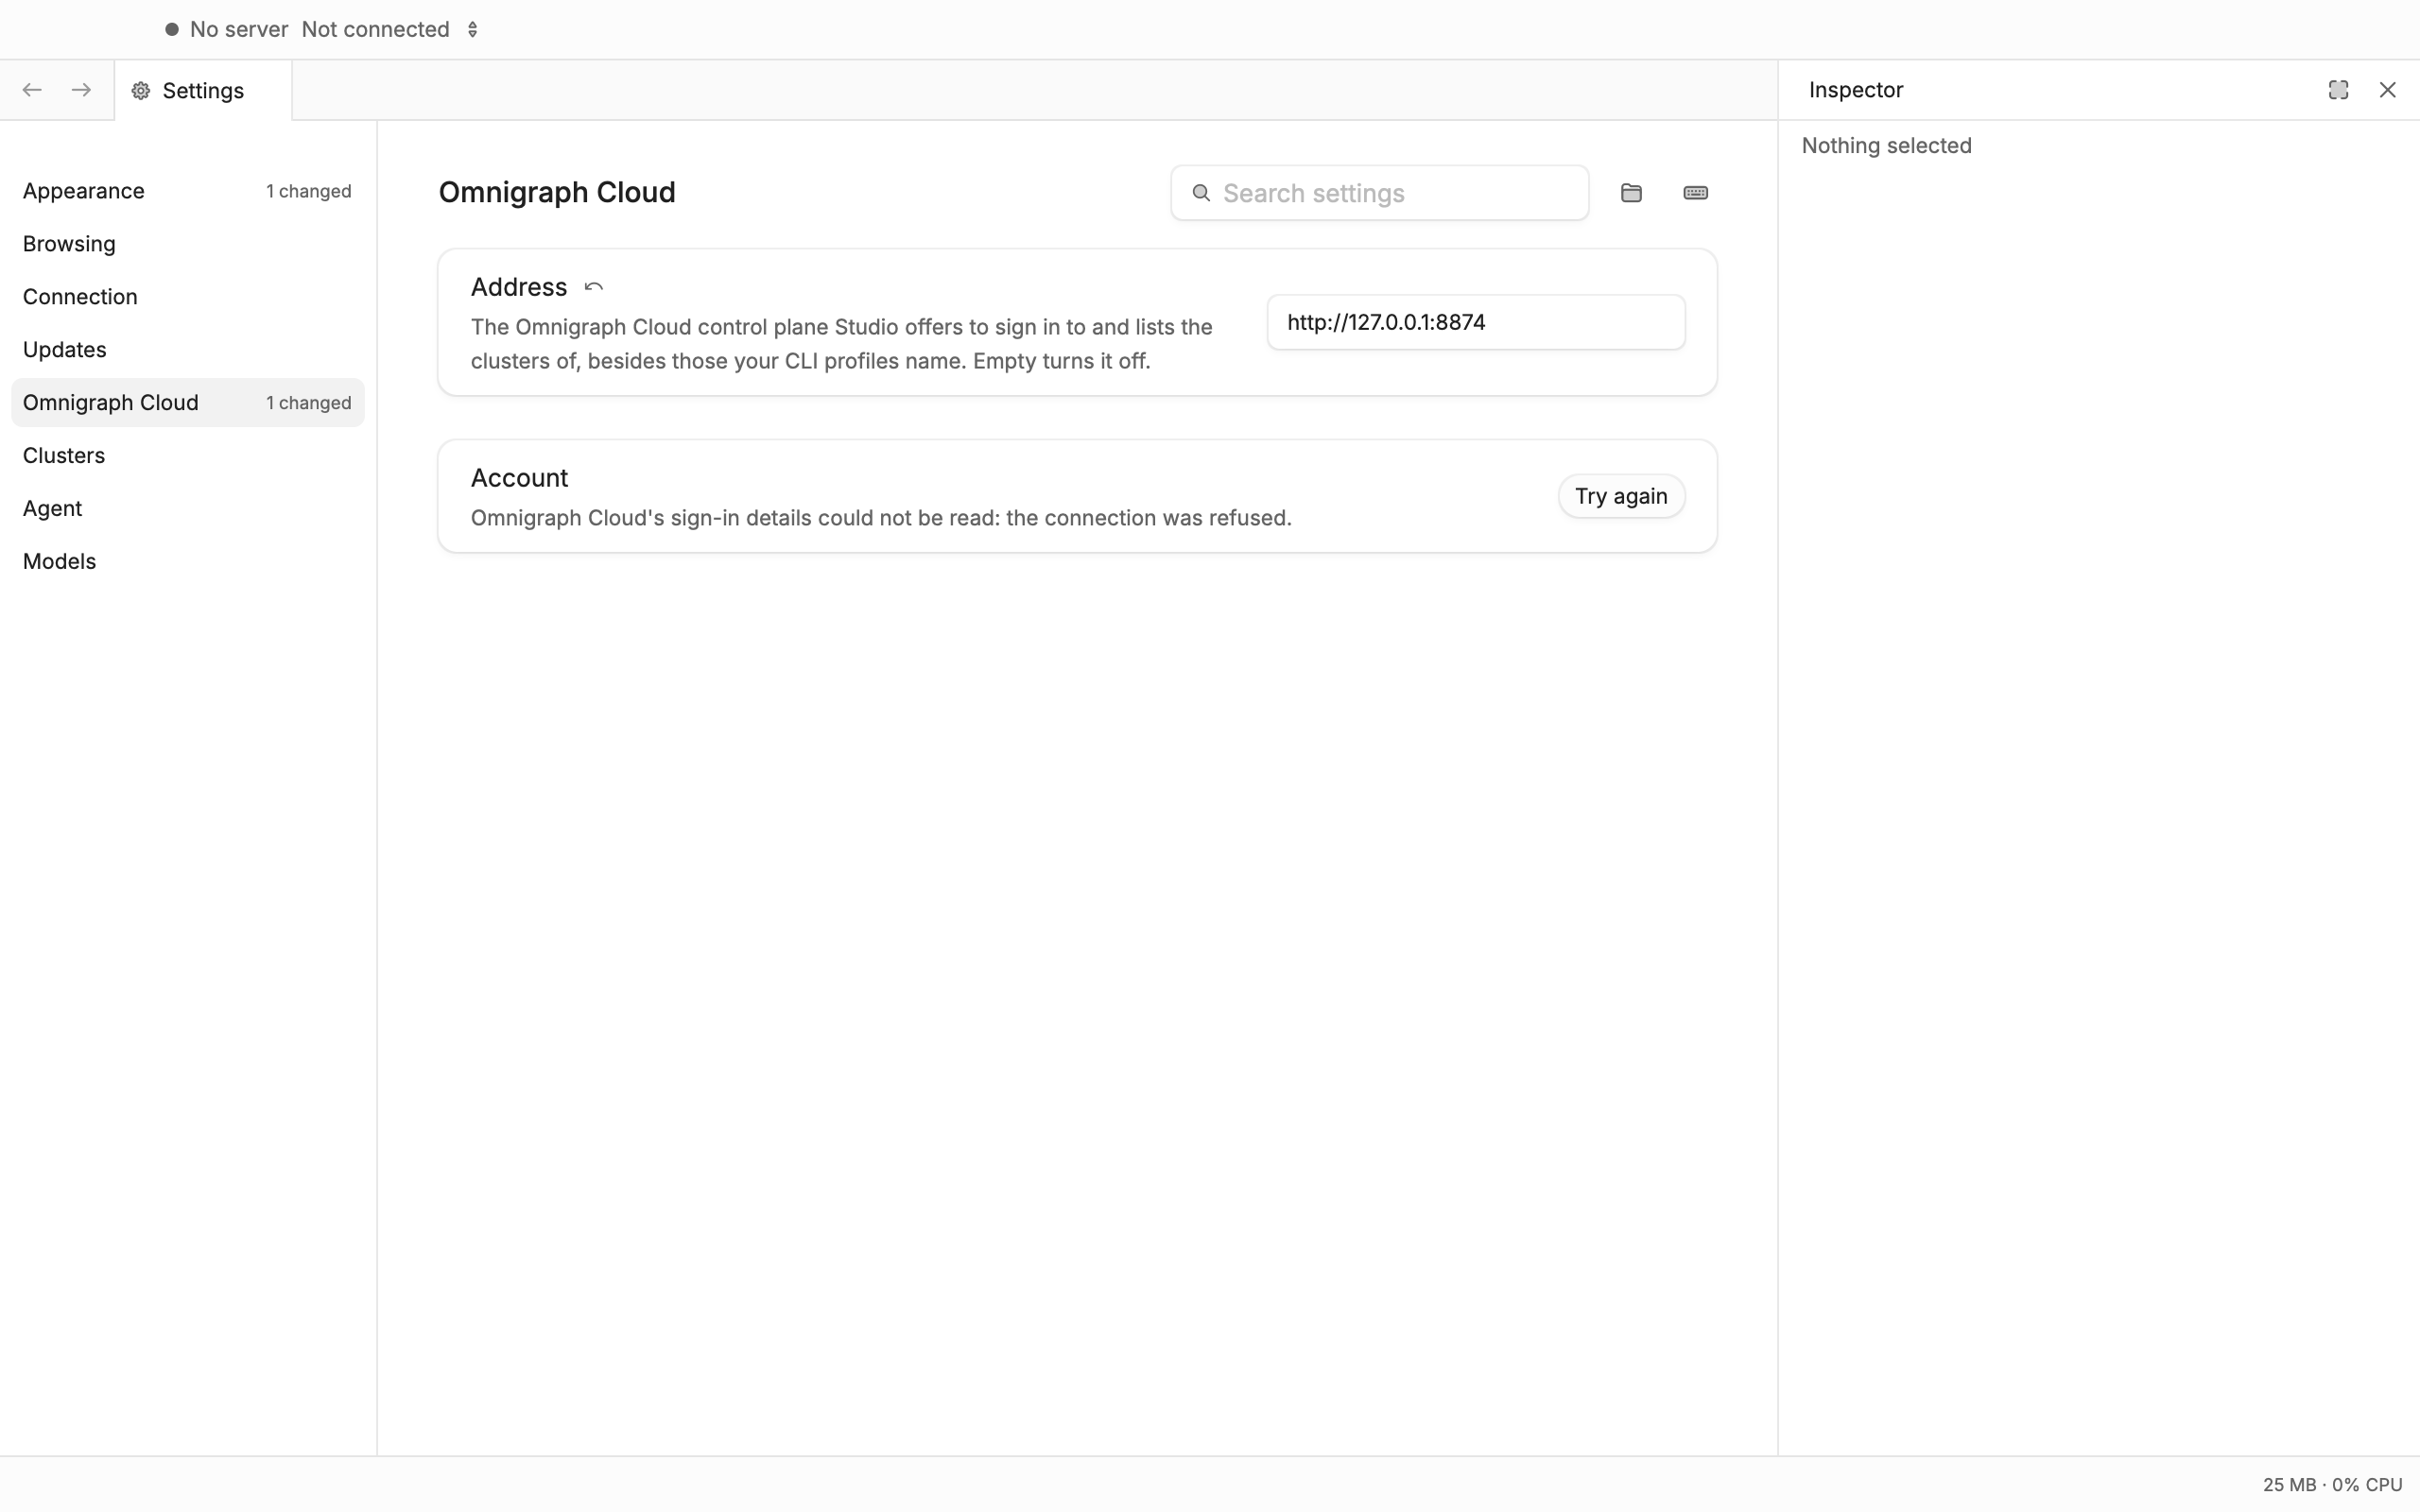 No server Not connected
Settings
Inspector
Nothing selected
Appearance 1 changed
Browsing
Connection
Updates
Omnigraph Cloud 1 changed
Clusters
Agent
Models
Omnigraph Cloud
Search settings
Address
The Omnigraph Cloud control plane Studio offers to sign in to and lists the
clusters of, besides those your CLI profiles name. Empty turns it off.
http://127.0.0.1:8874
Account
Omnigraph Cloud's sign-in details could not be read: the connection was refused.
Try again
25 MB · 0% CPU